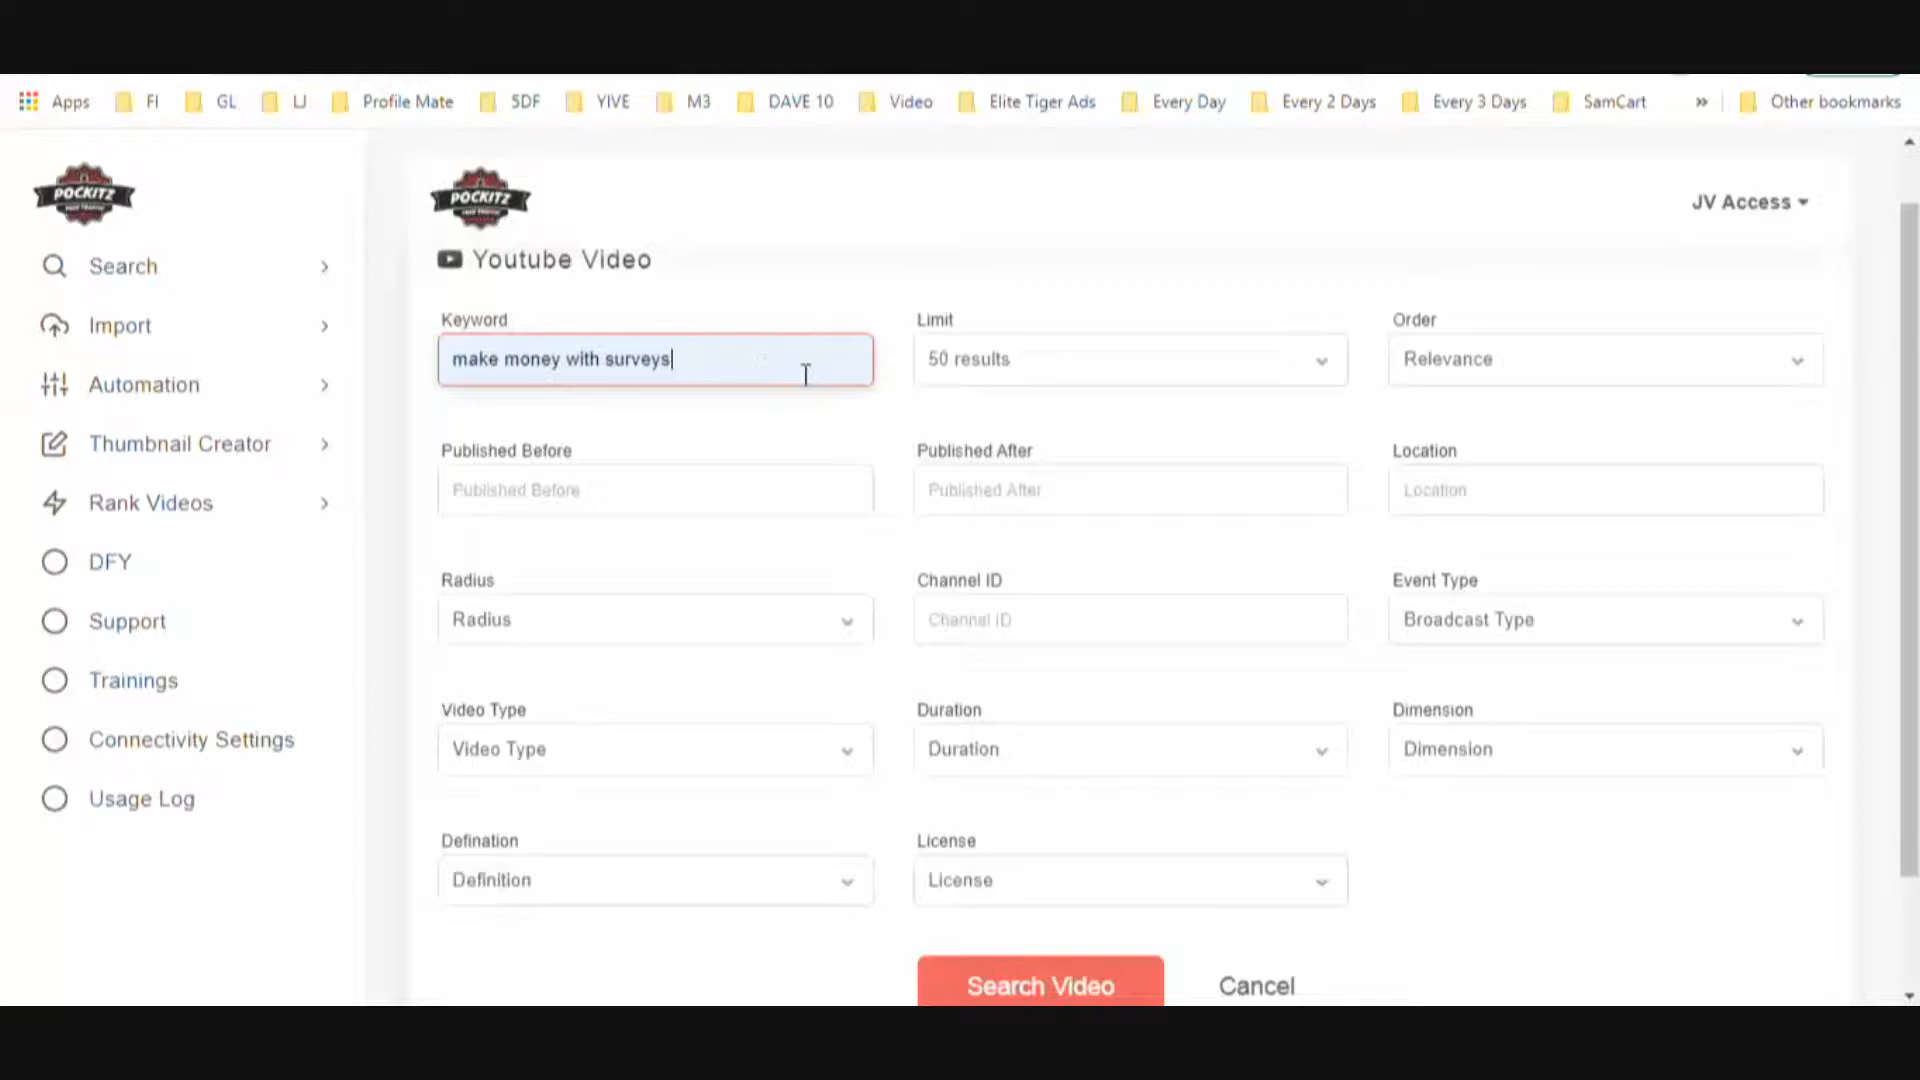 Apps FI GL LJ Profile Mate 5DF YIVE M3 DAVE 10 Video Elite Tiger Ads Every Day Every 2 Days Every 3 Days SamCart » Other bookmarks
POCKITZ
Search
Import
Automation
Thumbnail Creator
Rank Videos
DFY
Support
Trainings
Connectivity Settings
Usage Log
POCKITZ
JV Access
Youtube Video
Keyword Limit Order
make money with surveys 50 results Relevance
Published Before Published After Location
Published Before Published After Location
Radius Channel ID Event Type
Radius Channel ID Broadcast Type
Video Type Duration Dimension
Video Type Duration Dimension
Defination License
Definition License
Search Video Cancel